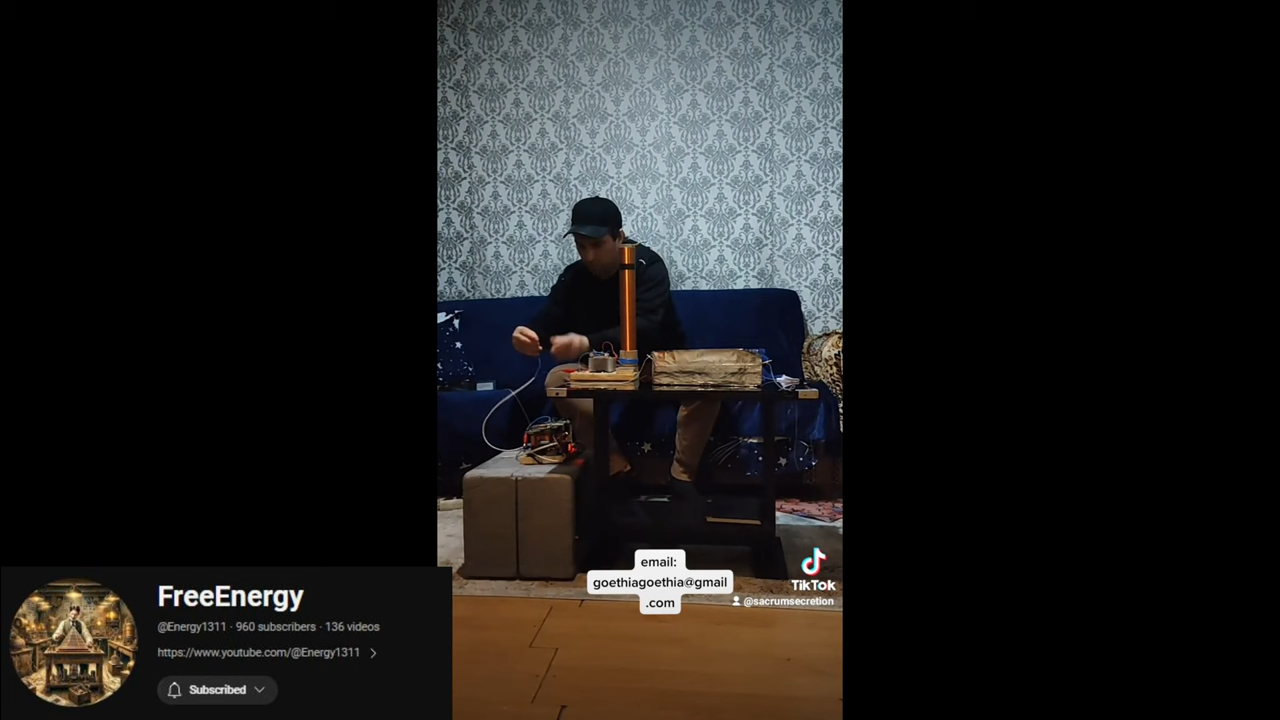 email:
goethiagoethia@gmail
.com
TikTok
@sacrumsecretion
FreeEnergy
@Energy1311 · 960 subscribers · 136 videos
https://www.youtube.com/@Energy1311
Subscribed